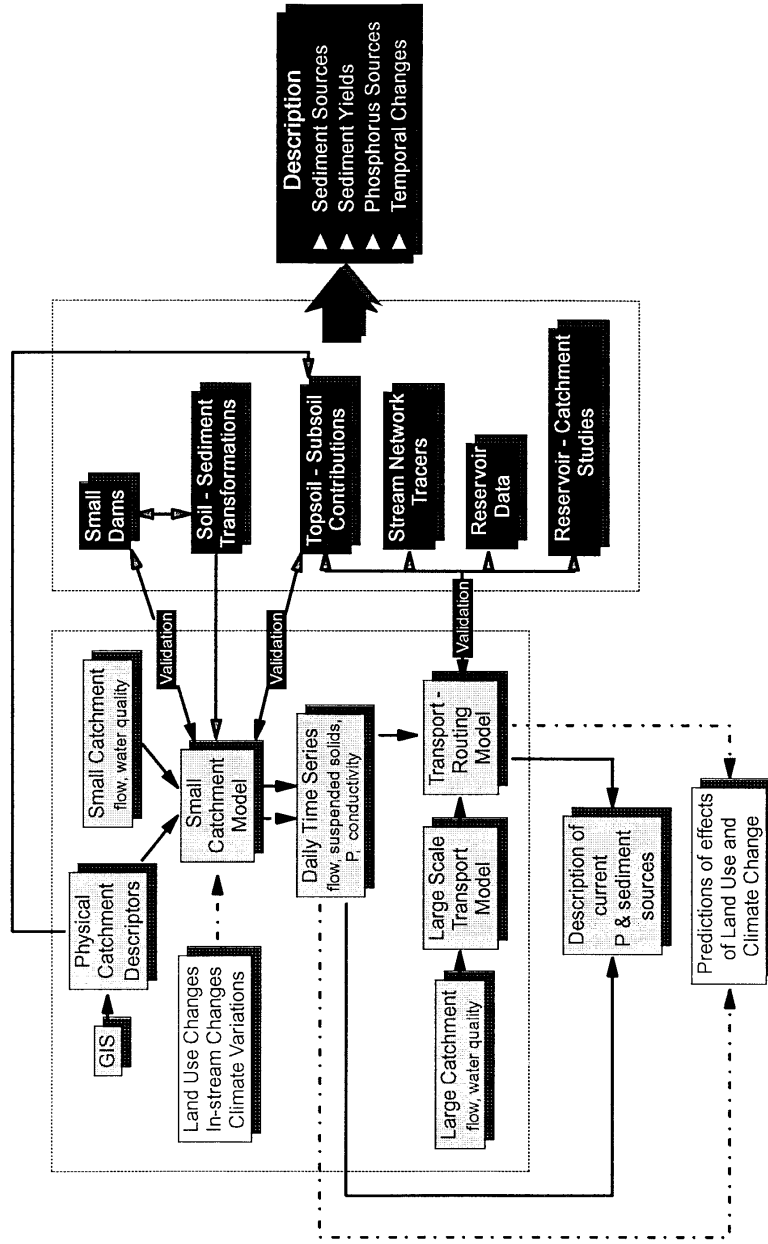 GIS
Physical
Catchment
Descriptors
Small Catchment
flow, water quality
Land Use Changes
In-stream Changes
Climate Variations
Small
Catchment
Model
Validation
Validation
Daily Time Series
flow, suspended solids,
P, conductivity
Large Catchment
flow, water quality
Large Scale
Transport
Model
Transport -
Routing
Model
Validation
Description of
current
P & sediment
sources
Predictions of effects
of Land Use and
Climate Change
Small
Dams
Soil - Sediment
Transformations
Topsoil - Subsoil
Contributions
Stream Network
Tracers
Reservoir
Data
Reservoir - Catchment
Studies
Description
Sediment Sources
Sediment Yields
Phosphorus Sources
Temporal Changes